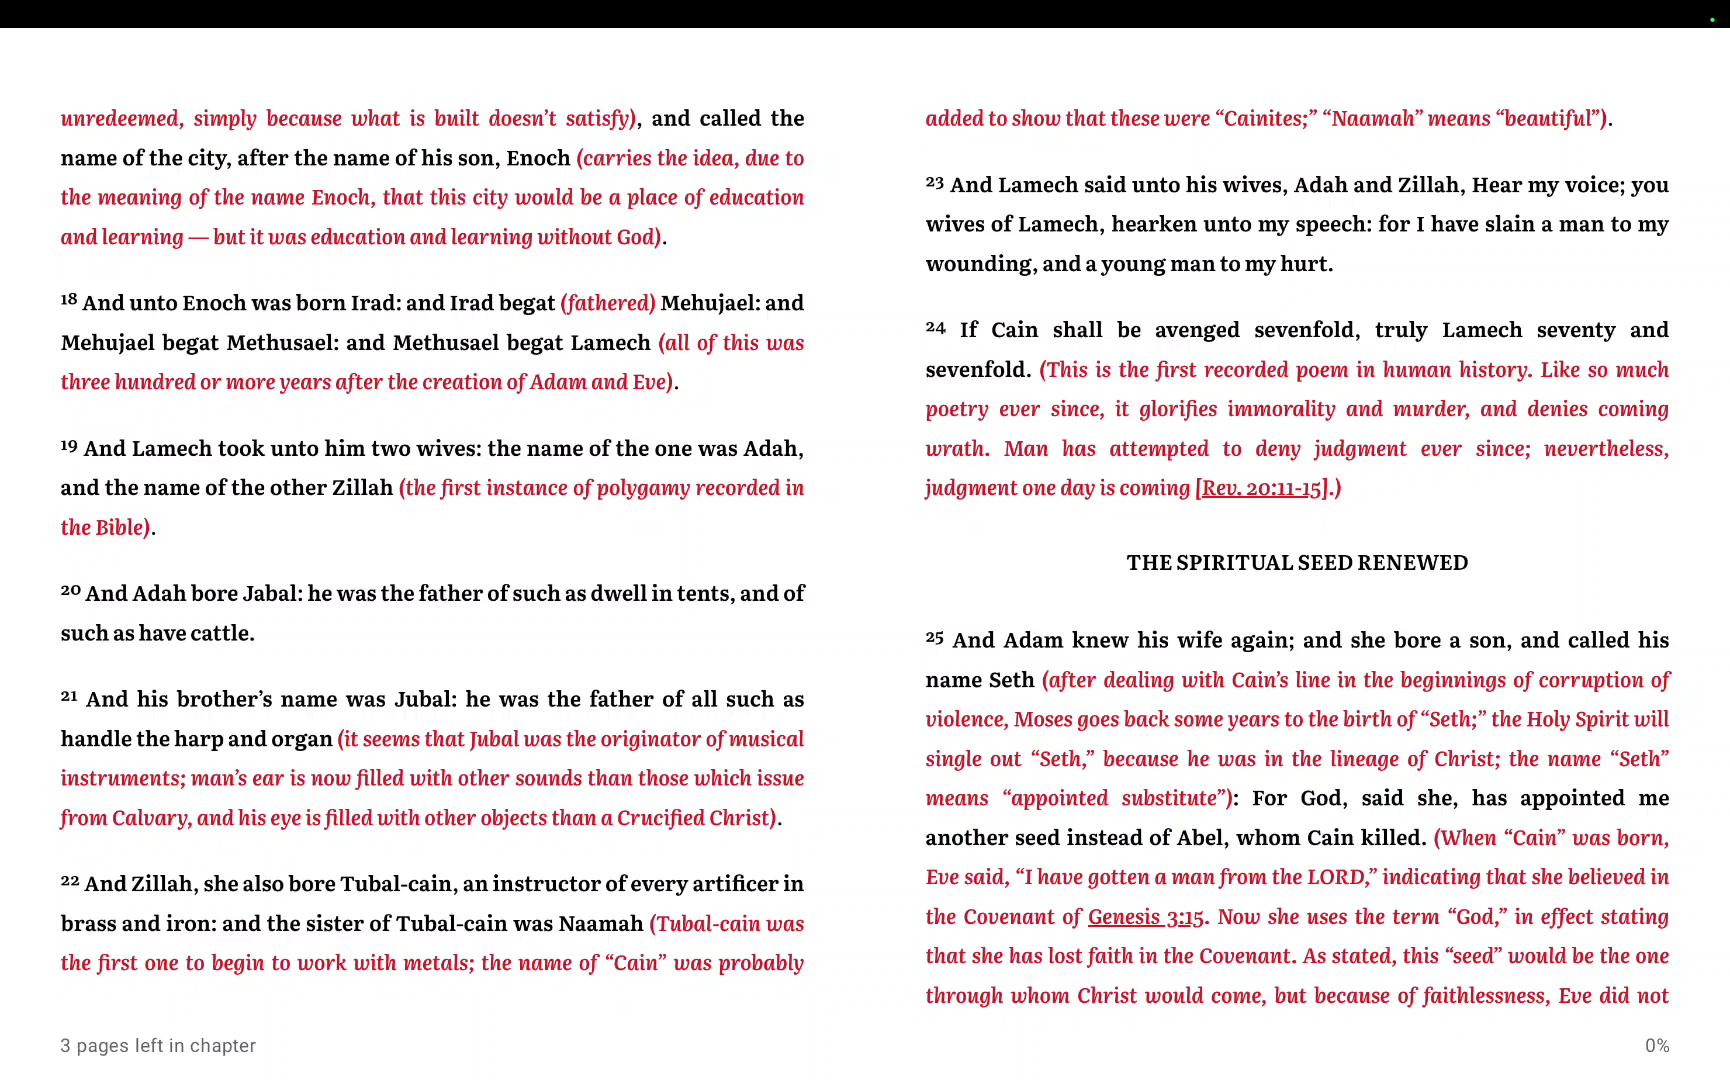 unredeemed, simply because what is built doesn’t satisfy), and called the
name of the city, after the name of his son, Enoch (carries the idea, due to
the meaning of the name Enoch, that this city would be a place of education
and learning — but it was education and learning without God).
18 And unto Enoch was born Irad: and Irad begat (fathered) Mehujael: and
Mehujael begat Methusael: and Methusael begat Lamech (all of this was
three hundred or more years after the creation of Adam and Eve).
19 And Lamech took unto him two wives: the name of the one was Adah,
and the name of the other Zillah (the first instance of polygamy recorded in
the Bible).
20 And Adah bore Jabal: he was the father of such as dwell in tents, and of
such as have cattle.
21 And his brother’s name was Jubal: he was the father of all such as
handle the harp and organ (it seems that Jubal was the originator of musical
instruments; man’s ear is now filled with other sounds than those which issue
from Calvary, and his eye is filled with other objects than a Crucified Christ).
22 And Zillah, she also bore Tubal-cain, an instructor of every artificer in
brass and iron: and the sister of Tubal-cain was Naamah (Tubal-cain was
the first one to begin to work with metals; the name of “Cain” was probably
added to show that these were “Cainites;” “Naamah” means “beautiful”).
23 And Lamech said unto his wives, Adah and Zillah, Hear my voice; you
wives of Lamech, hearken unto my speech: for I have slain a man to my
wounding, and a young man to my hurt.
24 If Cain shall be avenged sevenfold, truly Lamech seventy and
sevenfold. (This is the first recorded poem in human history. Like so much
poetry ever since, it glorifies immorality and murder, and denies coming
wrath. Man has attempted to deny judgment ever since; nevertheless,
judgment one day is coming [Rev. 20:11-15].)
THE SPIRITUAL SEED RENEWED
25 And Adam knew his wife again; and she bore a son, and called his
name Seth (after dealing with Cain’s line in the beginnings of corruption of
violence, Moses goes back some years to the birth of “Seth;” the Holy Spirit will
single out “Seth,” because he was in the lineage of Christ; the name “Seth”
means “appointed substitute”): For God, said she, has appointed me
another seed instead of Abel, whom Cain killed. (When “Cain” was born,
Eve said, “I have gotten a man from the LORD,” indicating that she believed in
the Covenant of Genesis 3:15. Now she uses the term “God,” in effect stating
that she has lost faith in the Covenant. As stated, this “seed” would be the one
through whom Christ would come, but because of faithlessness, Eve did not
3 pages left in chapter
0%